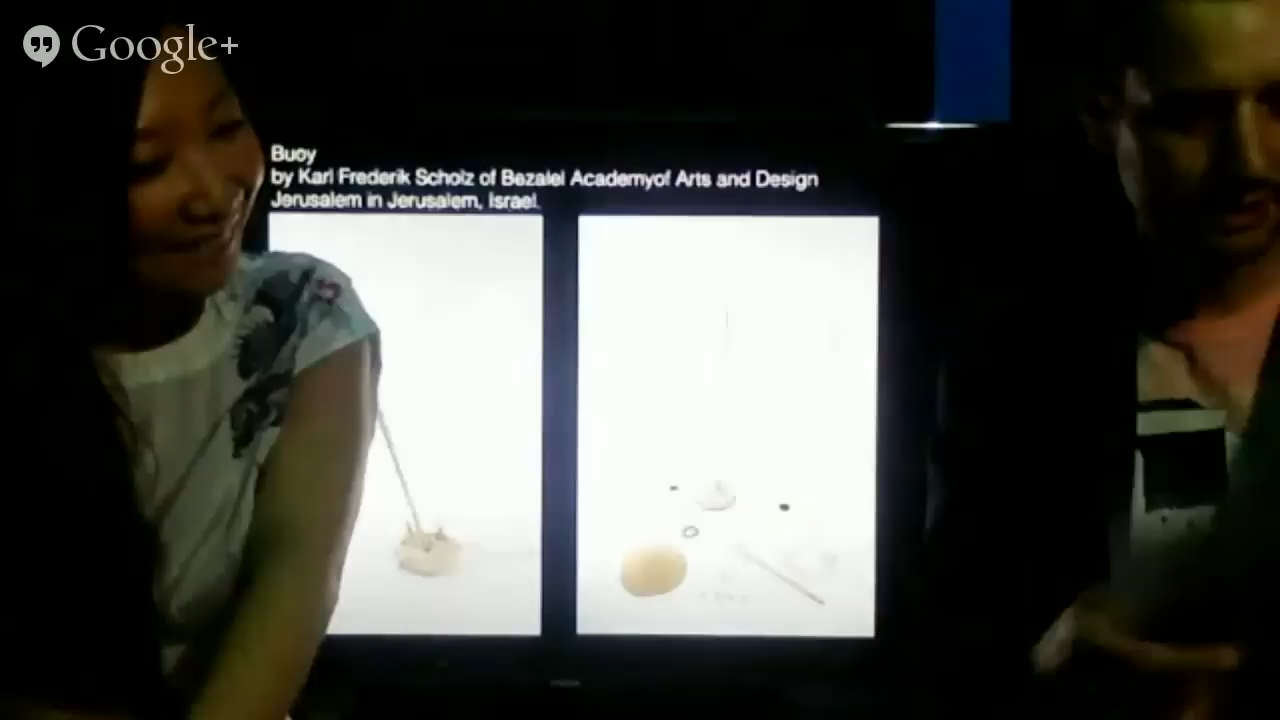 Google+
Buoy
by Karl Frederik Scholz of Bezalel Academyof Arts and Design
Jerusalem in Jerusalem, Israel.